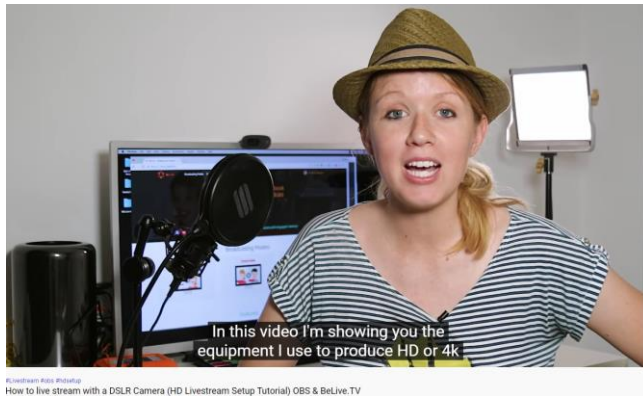 In this video I'm showing you the
equipment I use to produce HD or 4k
#Livestream #obs #hdsetup
How to live stream with a DSLR Camera (HD Livestream Setup Tutorial) OBS & BeLive.TV